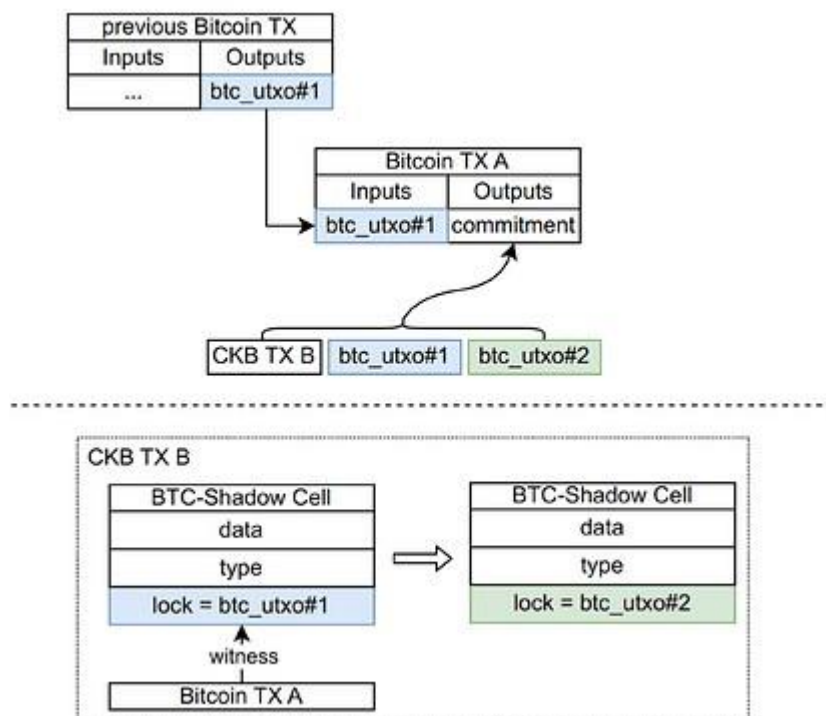 previous Bitcoin TX
Inputs Outputs
... btc_utxo#1
Bitcoin TX A
Inputs Outputs
btc_utxo#1 commitment
CKB TX B btc_utxo#1 btc_utxo#2
CKB TX B
BTC-Shadow Cell BTC-Shadow Cell
data data
type type
lock = btc_utxo#1 lock = btc_utxo#2
witness
Bitcoin TX A